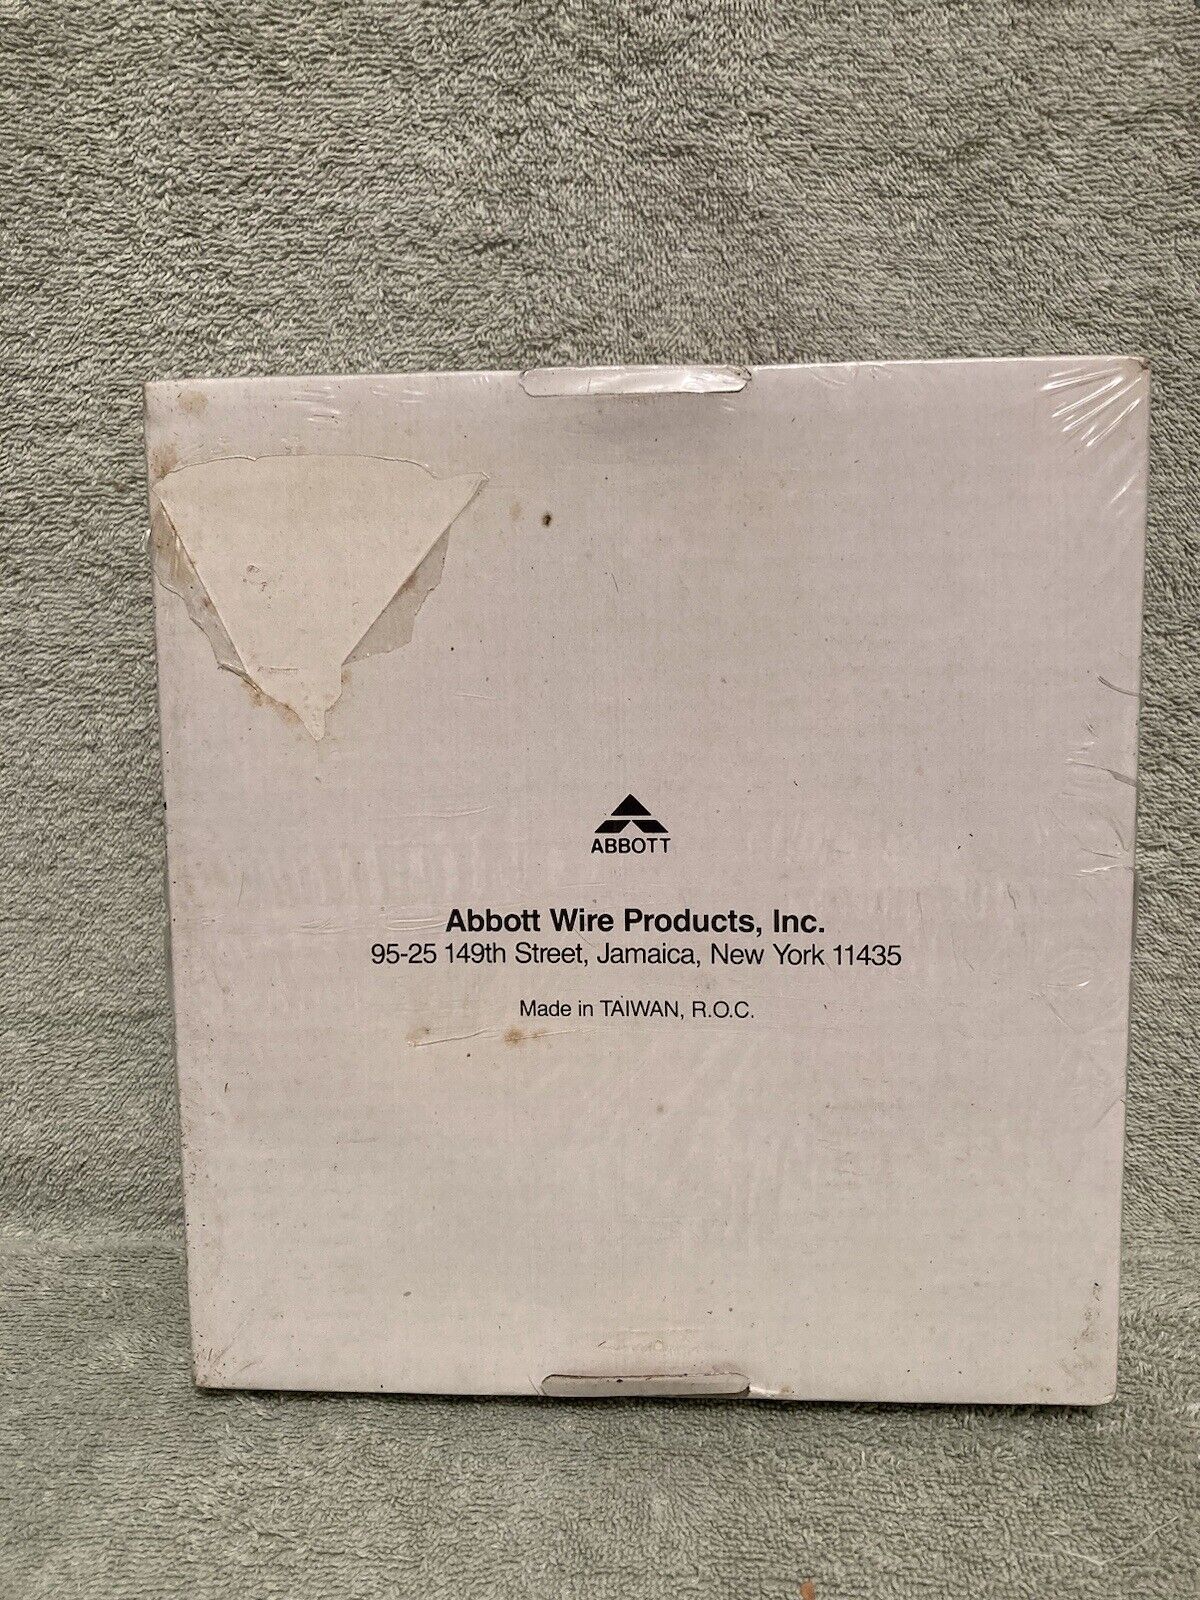 ABBOTT
Abbott Wire Products, Inc.
95-25 149th Street, Jamaica, New York 11435
Made in TAIWAN, R.O.C.